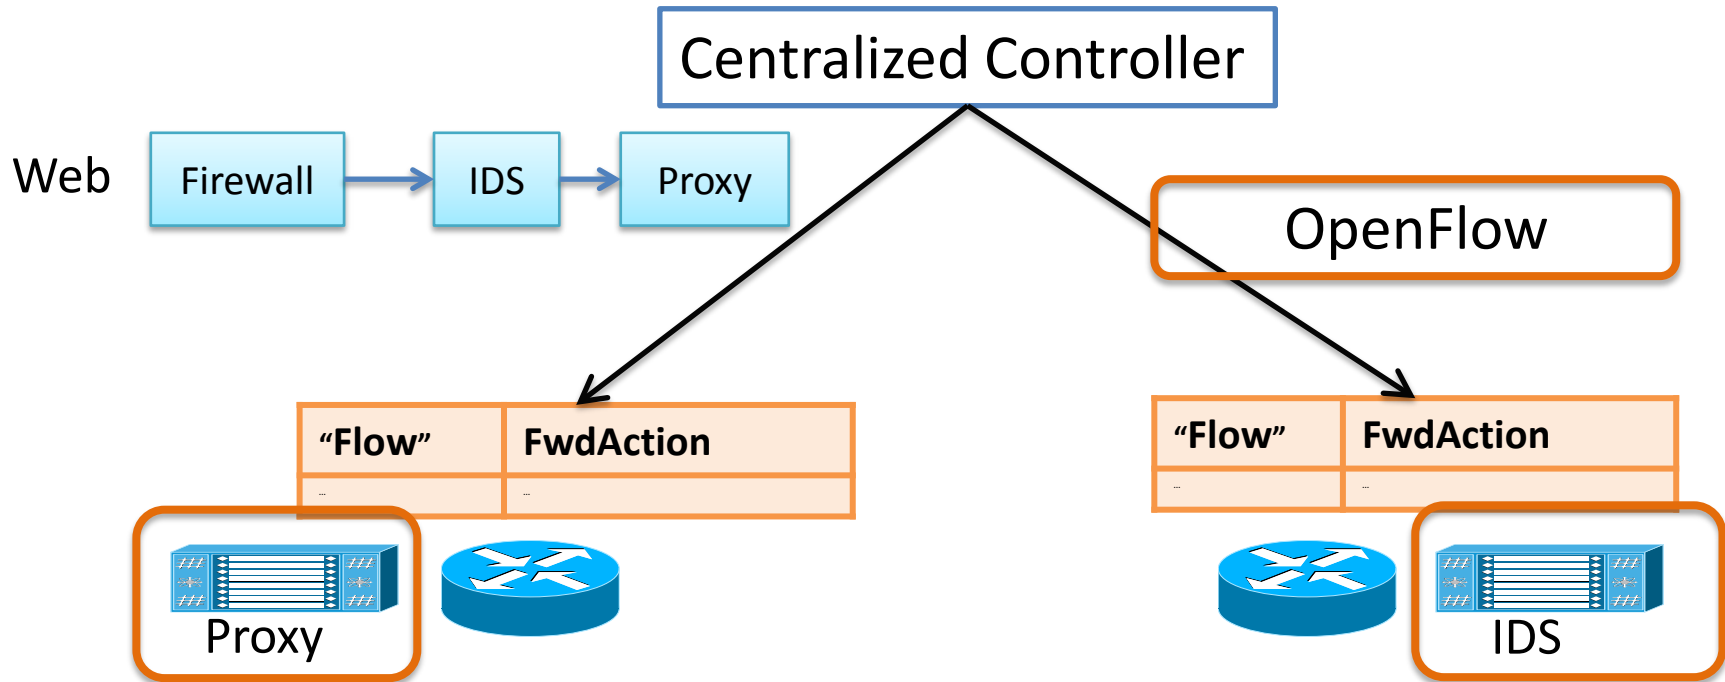 Centralized Controller
Web
Firewall
IDS
Proxy
OpenFlow
“Flow” FwdAction
... ...
“Flow” FwdAction
... ...
Proxy
IDS